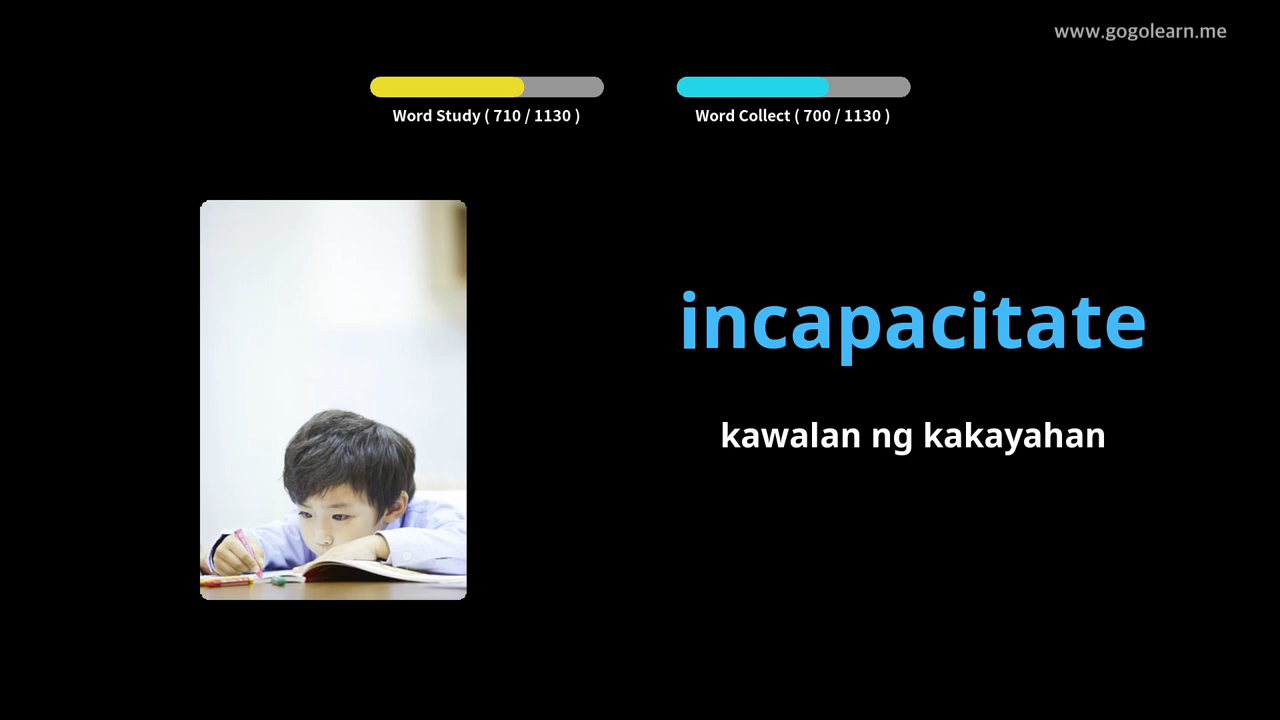 www.gogolearn.me
Word Study ( 710 / 1130 )
Word Collect ( 700 / 1130 )
incapacitate
kawalan ng kakayahan